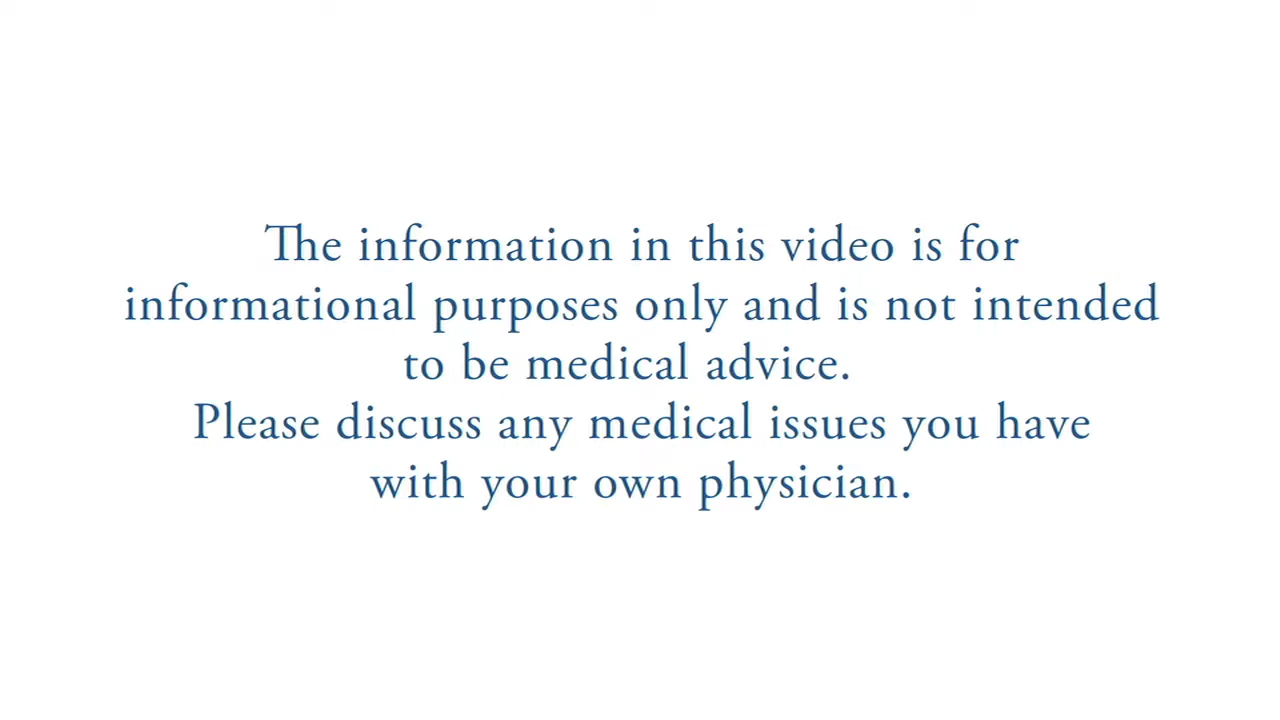 The information in this video is for
informational purposes only and is not intended
to be medical advice.
Please discuss any medical issues you have
with your own physician.